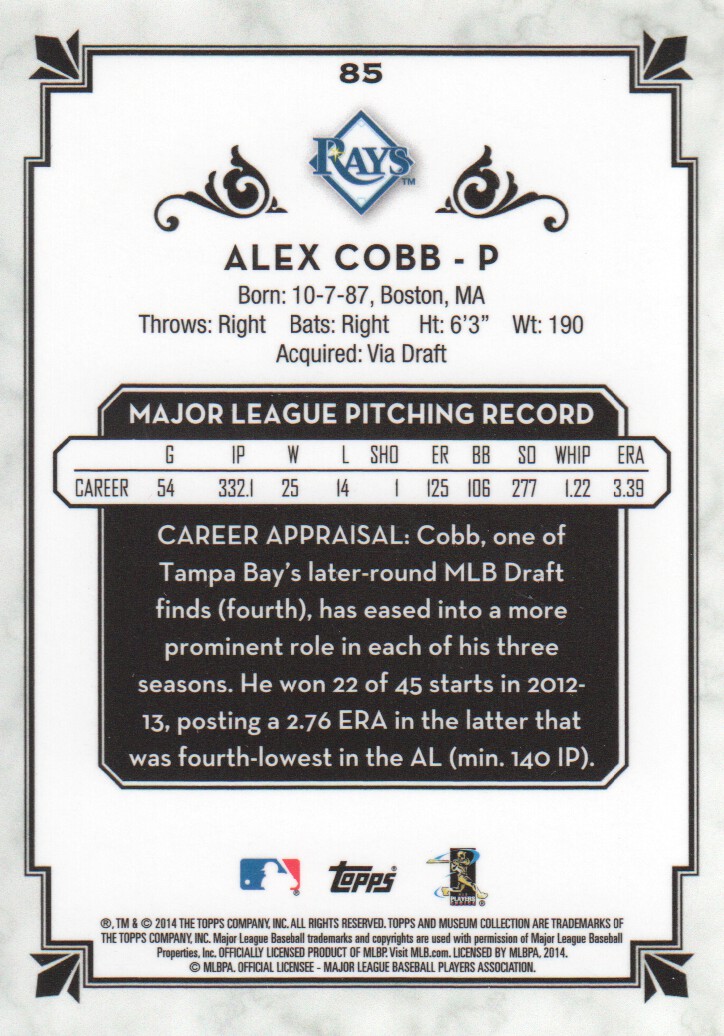 85
RAYS™
ALEX COBB - P
Born: 10-7-87, Boston, MA
Throws: Right Bats: Right Ht: 6'3" Wt: 190
Acquired: Via Draft
MAJOR LEAGUE PITCHING RECORD
G IP W L SHO ER BB SO WHIP ERA
CAREER 54 332.1 25 14 1 125 106 277 1.22 3.39
CAREER APPRAISAL: Cobb, one of
Tampa Bay's later-round MLB Draft
finds (fourth), has eased into a more
prominent role in each of his three
seasons. He won 22 of 45 starts in 2012-
13, posting a 2.76 ERA in the latter that
was fourth-lowest in the AL (min. 140 IP).
® Topps® PLAYERS CHOICE ®
®, TM & © 2014 THE TOPPS COMPANY, INC. ALL RIGHTS RESERVED. TOPPS AND MUSEUM COLLECTION ARE TRADEMARKS OF
THE TOPPS COMPANY, INC. Major League Baseball trademarks and copyrights are used with permission of Major League Baseball
Properties, Inc. OFFICIALLY LICENSED PRODUCT OF MLBP. Visit MLB.com. LICENSED BY MLBPA, 2014.
© MLBPA. OFFICIAL LICENSEE - MAJOR LEAGUE BASEBALL PLAYERS ASSOCIATION.